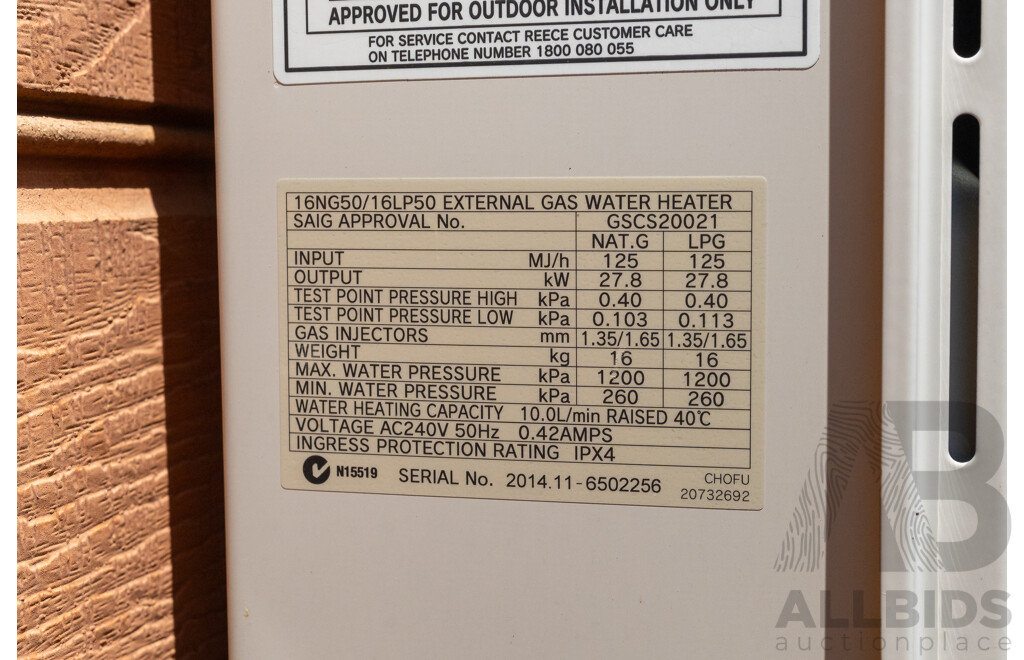 APPROVED FOR OUTDOOR INSTALLATION ONLY
FOR SERVICE CONTACT REECE CUSTOMER CARE
ON TELEPHONE NUMBER 1800 080 055
16NG50/16LP50 EXTERNAL GAS WATER HEATER
SAIG APPROVAL No. GSCS20021
NAT.G LPG
INPUT MJ/h 125 125
OUTPUT kW 27.8 27.8
TEST POINT PRESSURE HIGH kPa 0.40 0.40
TEST POINT PRESSURE LOW kPa 0.103 0.113
GAS INJECTORS mm 1.35/1.65 1.35/1.65
WEIGHT kg 16 16
MAX. WATER PRESSURE kPa 1200 1200
MIN. WATER PRESSURE kPa 260 260
WATER HEATING CAPACITY 10.0L/min RAISED 40℃
VOLTAGE AC240V 50Hz 0.42AMPS
INGRESS PROTECTION RATING IPX4
N15519 SERIAL No. 2014.11-6502256
CHOFU
20732692
AB
ALLBIDS
auctionplace